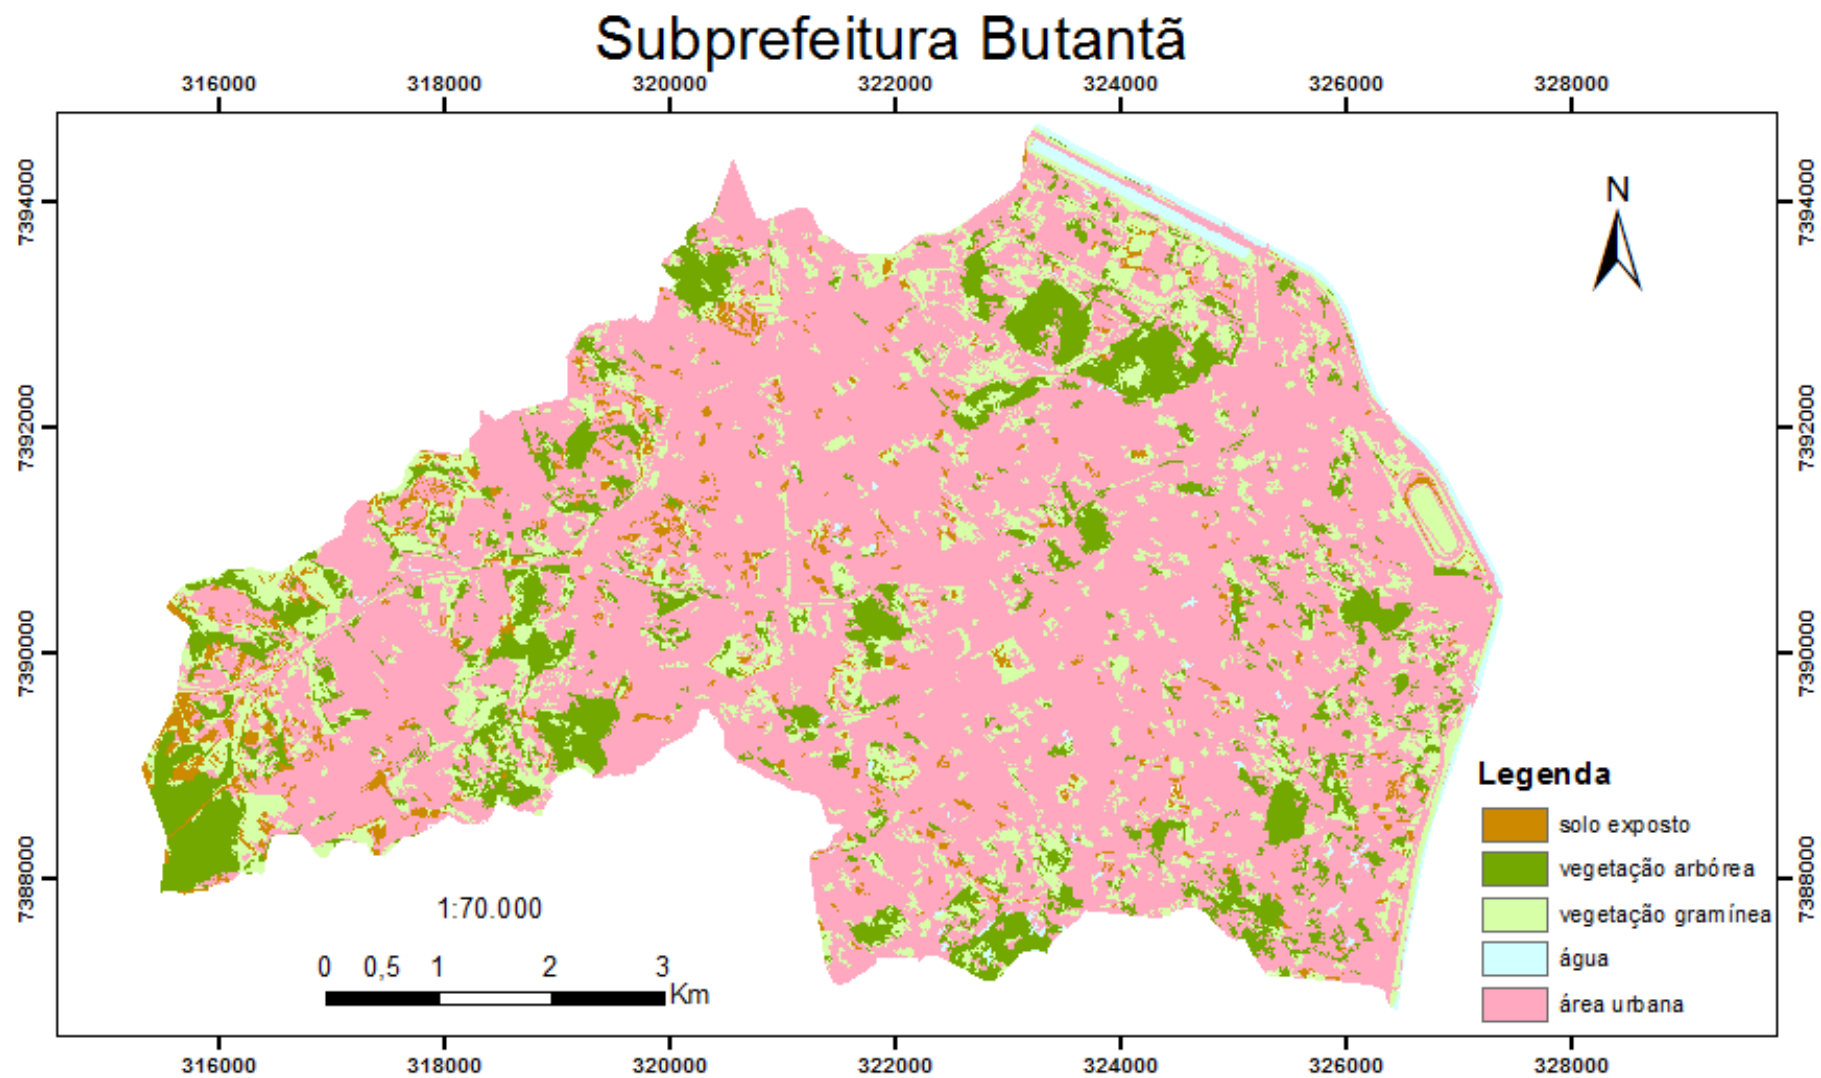 Subprefeitura Butantã
316000 318000 320000 322000 324000 326000 328000
7394000 7394000
N
7392000 7392000
7390000 7390000
Legenda
solo exposto
vegetação arbórea
7388000 7388000
1:70.000
vegetação gramínea
água
0 0,5 1 2 3
Km
área urbana
316000 318000 320000 322000 324000 326000 328000